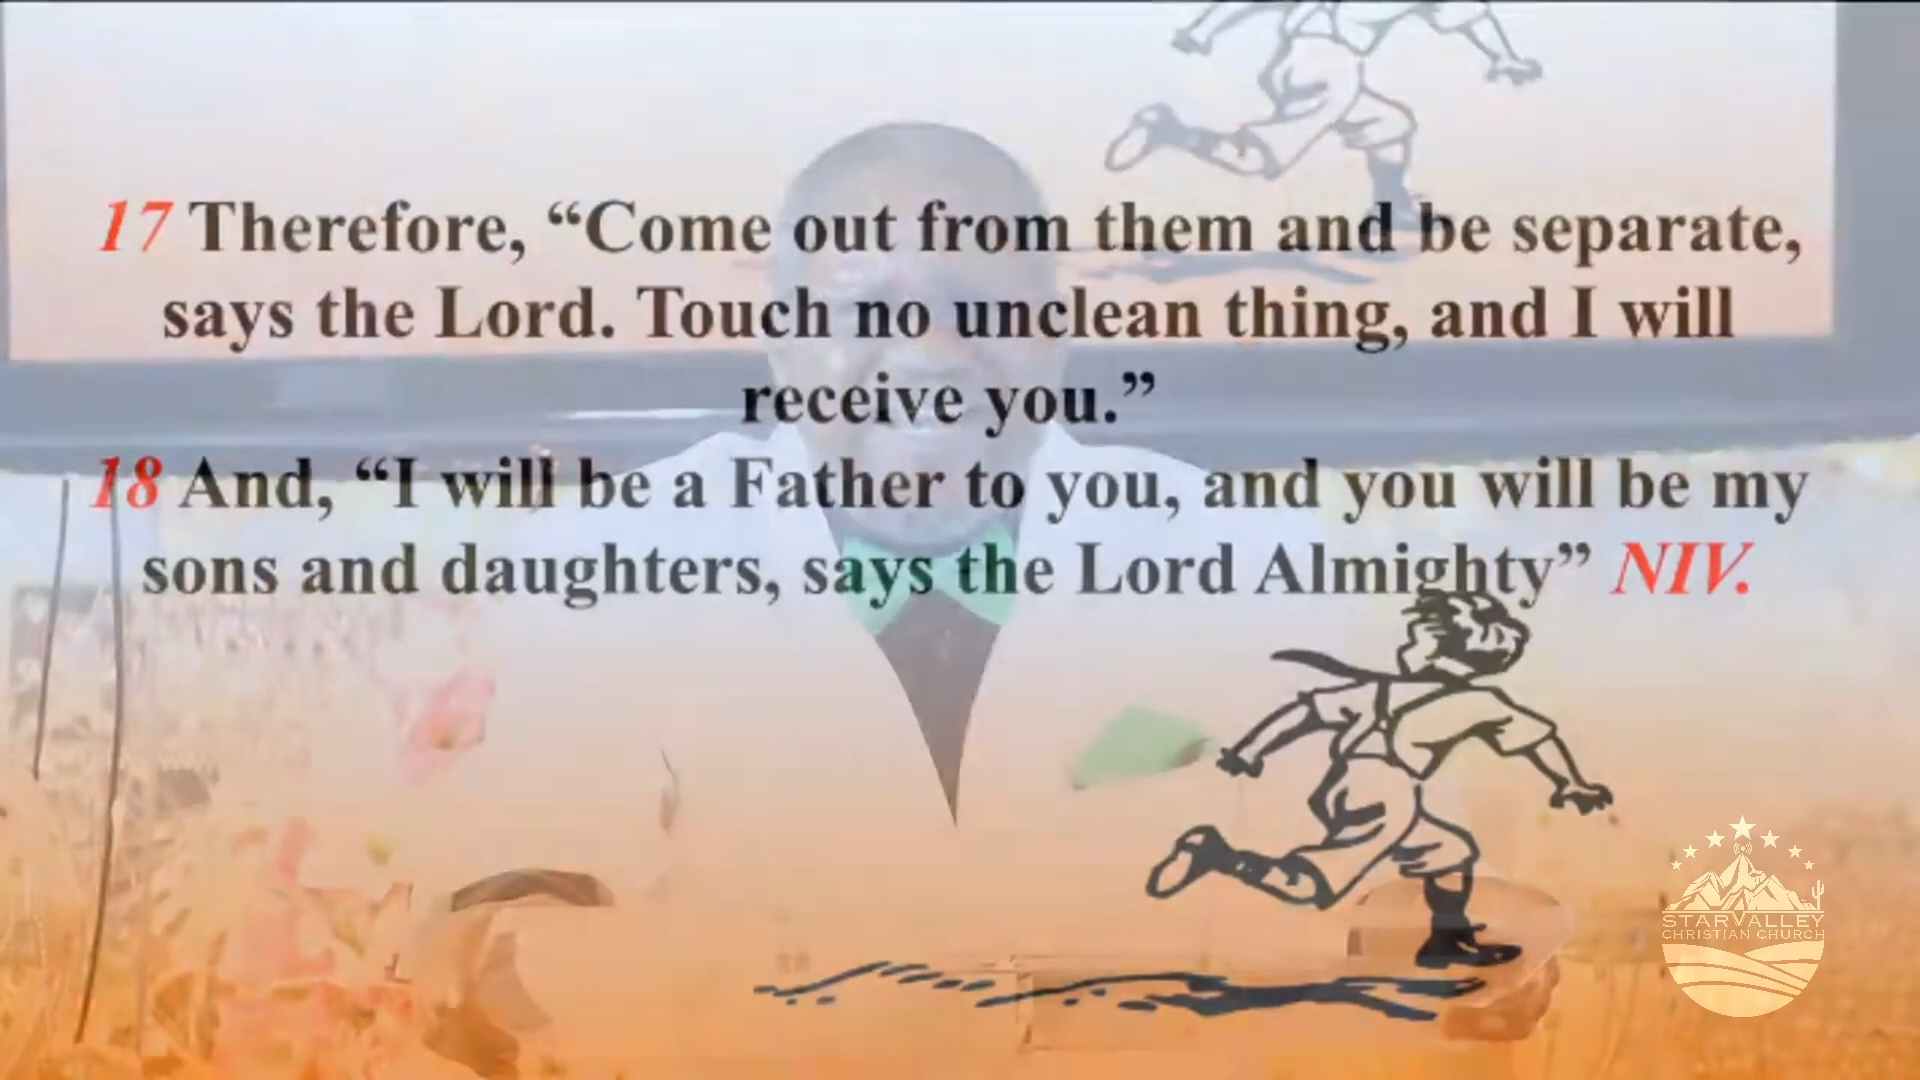 17 Therefore, “Come out from them and be separate,
says the Lord. Touch no unclean thing, and I will
receive you.”
18 And, “I will be a Father to you, and you will be my
sons and daughters, says the Lord Almighty” NIV.
STAR VALLEY
CHRISTIAN CHURCH